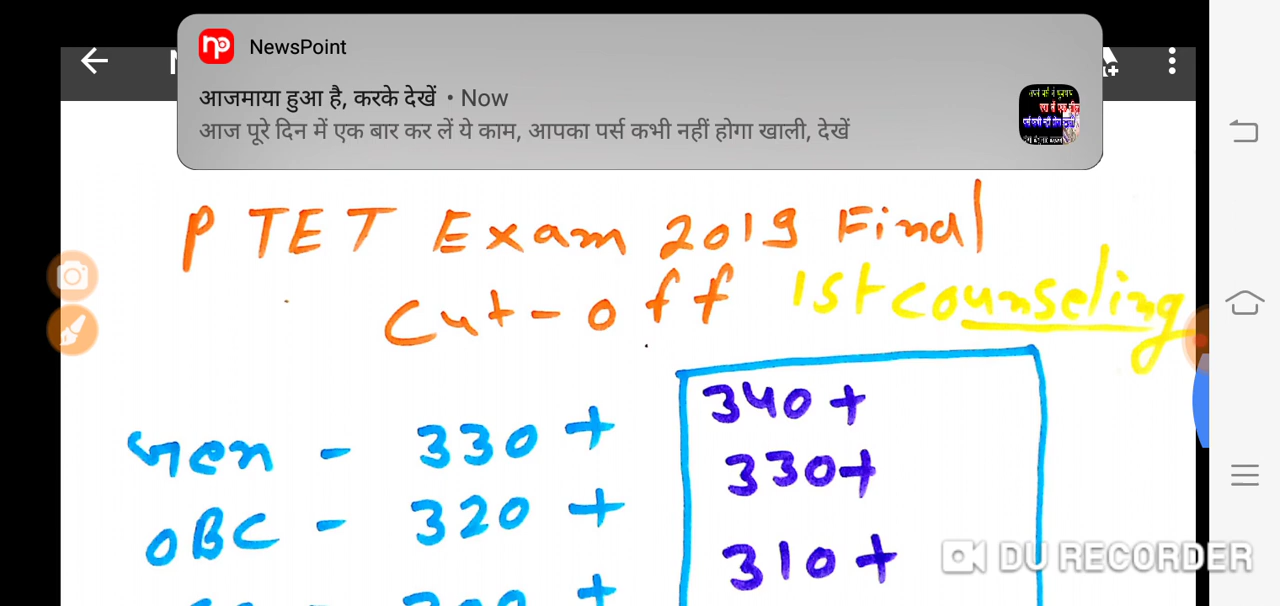 NewsPoint
आजमाया हुआ है, करके देखें • Now
आज पूरे दिन में एक बार कर लें ये काम, आपका पर्स कभी नहीं होगा खाली, देखें
PTET Exam 2019 Final
Cut-off 1st counseling
Gen - 330 +
340 +
OBC - 320 +
330+
310 +
DU RECORDER